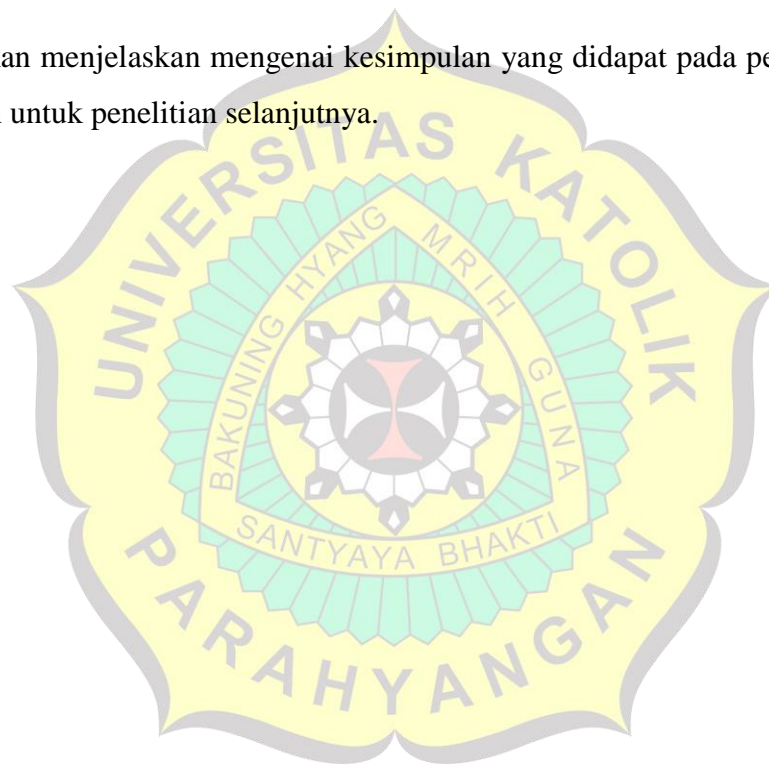 an menjelaskan mengenai kesimpulan yang didapat pada pe
untuk penelitian selanjutnya.
UNIVERSITAS KATOLIK
BAKUNING HYANG MRIH GUNA
SANTYAYA BHAKTI
PARAHYANGAN